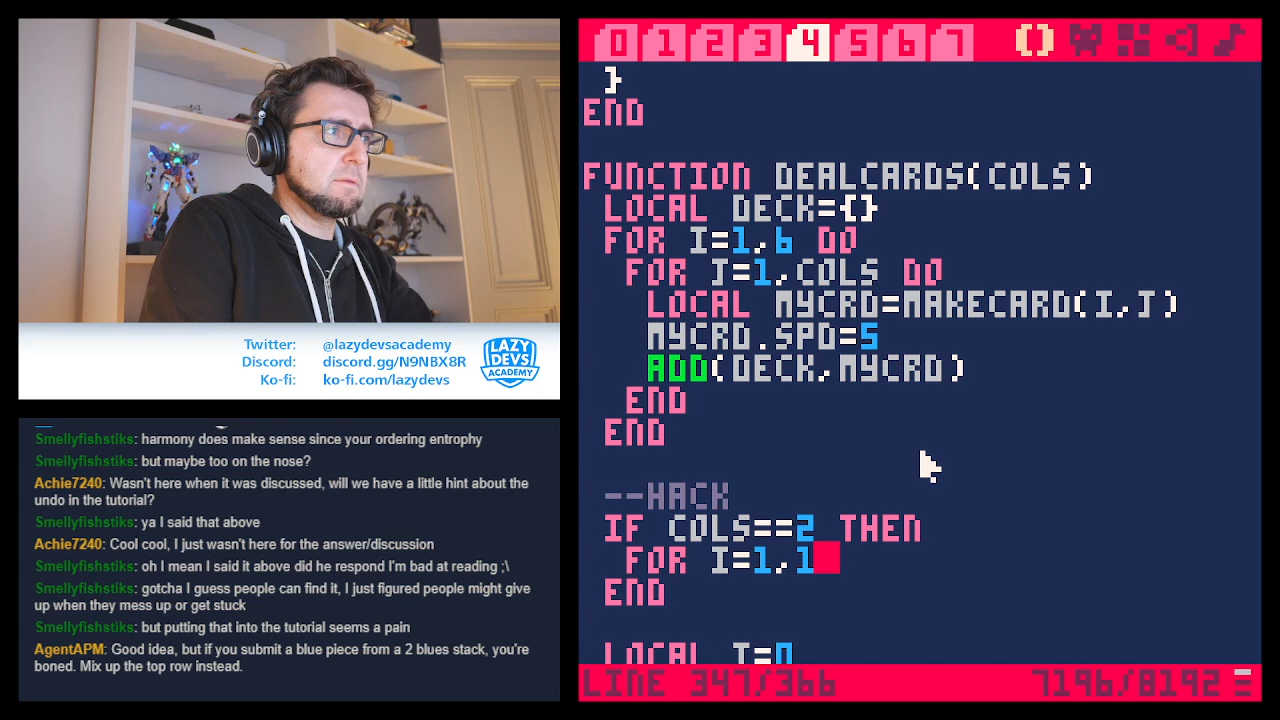 Twitter: @lazydevsacademy
Discord: discord.gg/N9NBX8R
Ko-fi: ko-fi.com/lazydevs
LAZY
DEVS
ACADEMY
Smellyfishstiks: harmony does make sense since your ordering entrophy
Smellyfishstiks: but maybe too on the nose?
Achie7240: Wasn't here when it was discussed, will we have a little hint about the
undo in the tutorial?
Smellyfishstiks: ya I said that above
Achie7240: Cool cool, I just wasn't here for the answer/discussion
Smellyfishstiks: oh I mean I said it above did he respond I'm bad at reading ;\
Smellyfishstiks: gotcha I guess people can find it, I just figured people might give
up when they mess up or get stuck
Smellyfishstiks: but putting that into the tutorial seems a pain
AgentAPM: Good idea, but if you submit a blue piece from a 2 blues stack, you're
boned. Mix up the top row instead.
0 1 2 3 4 5 6 7 ()
}
END
FUNCTION DEALCARDS(COLS)
LOCAL DECK={}
FOR I=1,6 DO
FOR J=1,COLS DO
LOCAL MYCRD=MAKECARD(I,J)
MYCRD.SPD=5
ADD(DECK,MYCRD)
END
END
--HACK
IF COLS==2 THEN
FOR I=1,1
END
LOCAL I=0
LINE 347/366 7196/8192